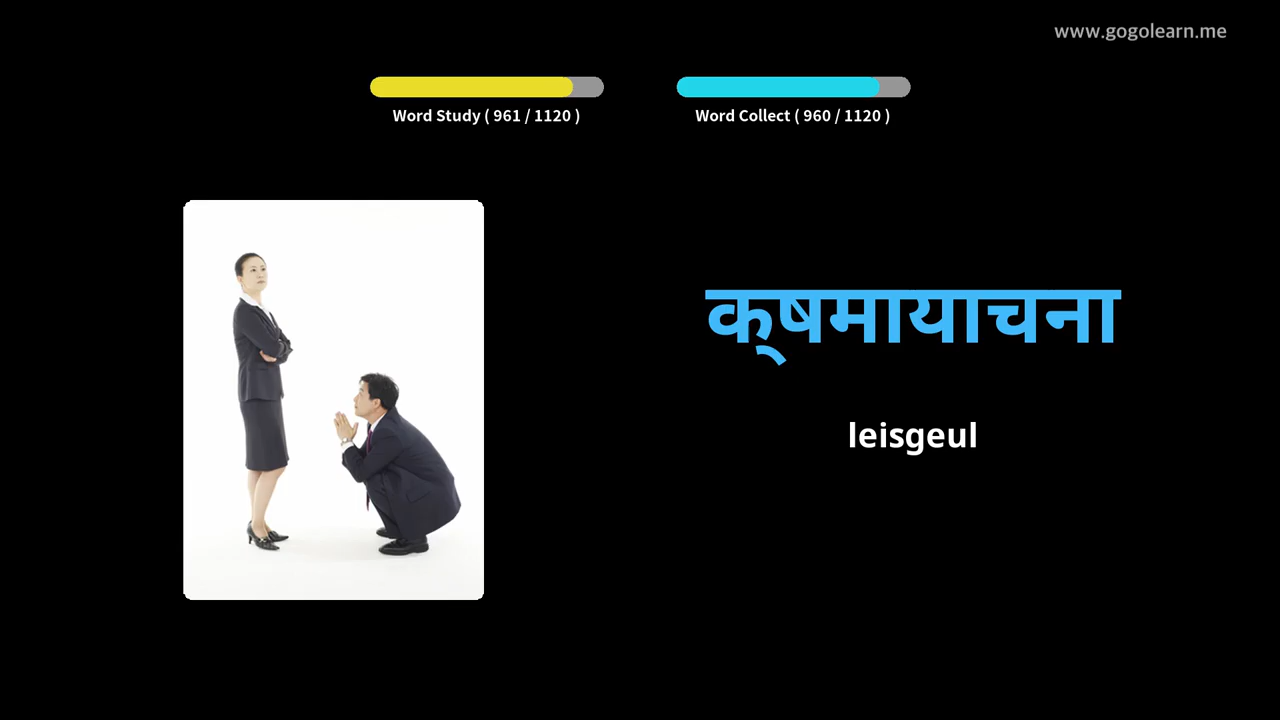 www.gogolearn.me
Word Study ( 961 / 1120 )
Word Collect ( 960 / 1120 )
क्‌षमायाचना
leisgeul